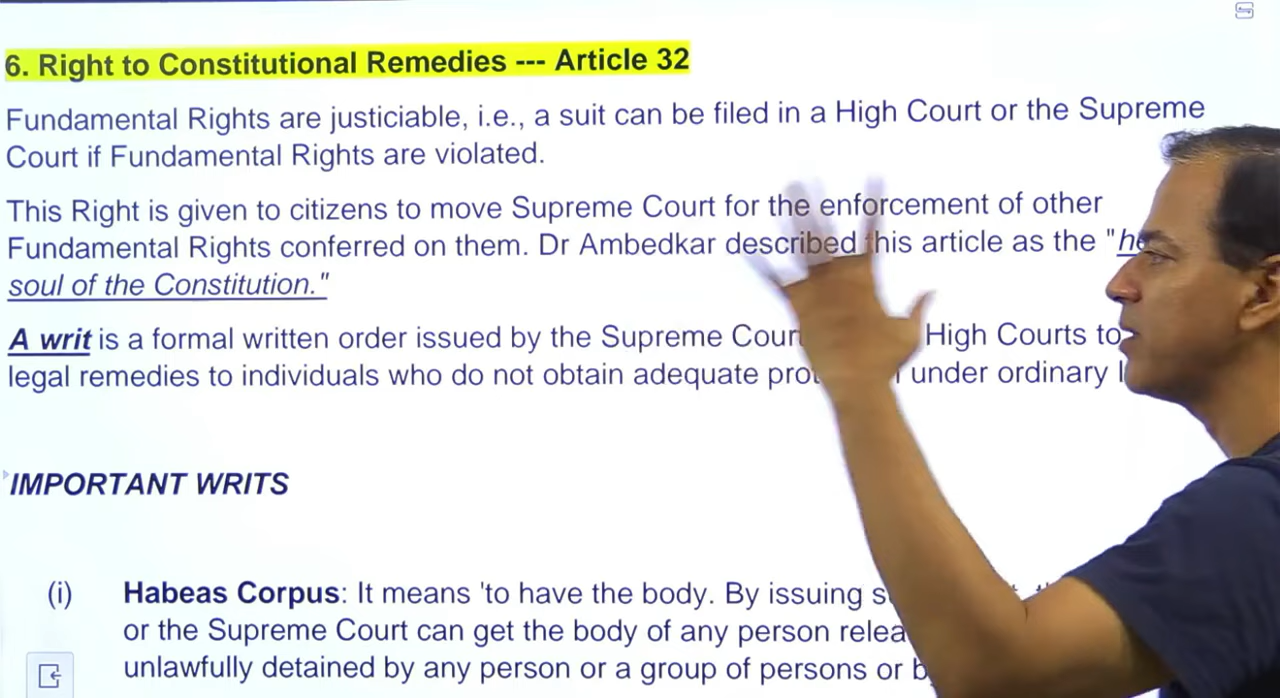 6. Right to Constitutional Remedies --- Article 32
Fundamental Rights are justiciable, i.e., a suit can be filed in a High Court or the Supreme
Court if Fundamental Rights are violated.
This Right is given to citizens to move Supreme Court for the enforcement of other
Fundamental Rights conferred on them. Dr Ambedkar described this article as the "
soul of the Constitution."
A writ is a formal written order issued by the Supreme High Courts to
legal remedies to individuals who do not obtain adequate under ordinary
IMPORTANT WRITS
(i) Habeas Corpus: It means 'to have the body. By issuing
or the Supreme Court can get the body of any person
unlawfully detained by any person or a group of persons or